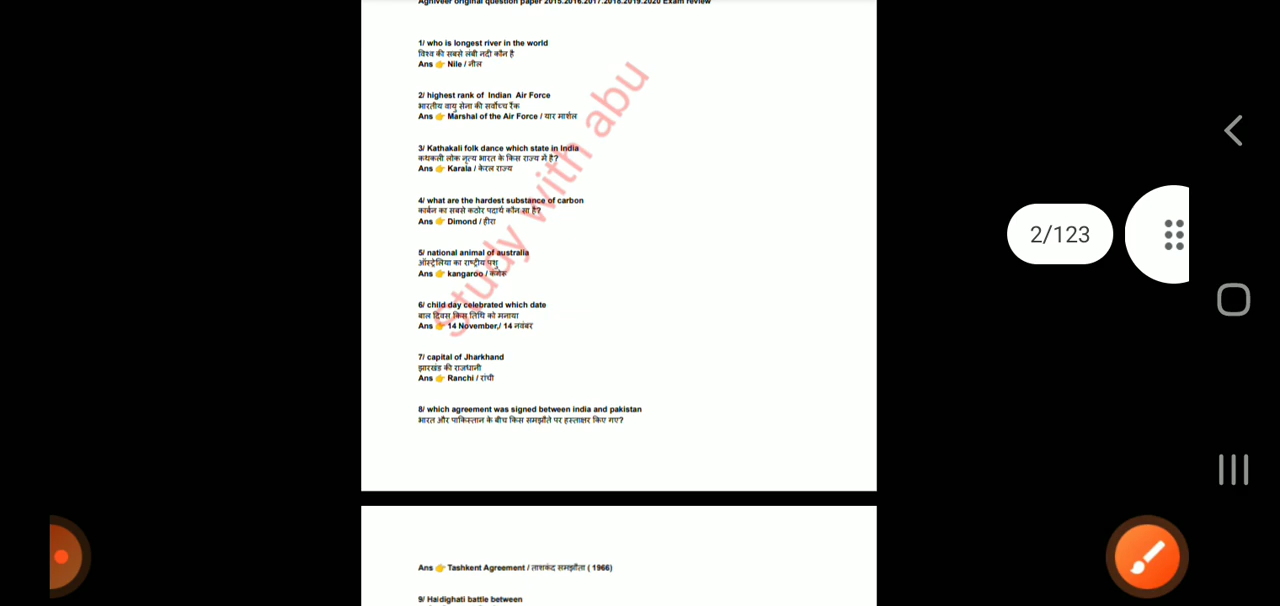 Agniveer original question paper 2015.2016.2017.2018.2019.2020 Exam review
1/ who is longest river in the world
विश्व की सबसे लंबी नदी कौन है
Ans 👉 Nile / नील
2/ highest rank of Indian Air Force
भारतीय वायु सेना की सर्वोच्च रैंक
Ans 👉 Marshal of the Air Force / यार मार्शल
3/ Kathakali folk dance which state in India
कथकली लोक नृत्य भारत के किस राज्य में है?
Ans 👉 Karala / केरल राज्य
4/ what are the hardest substance of carbon
कार्बन का सबसे कठोर पदार्थ कौन सा है?
Ans 👉 Dimond / हीरा
5/ national animal of australia
ऑस्ट्रेलिया का राष्ट्रीय पशु
Ans 👉 kangaroo / कंगारू
6/ child day celebrated which date
बाल दिवस किस तिथि को मनाया
Ans 👉 14 November,/ 14 नवंबर
7/ capital of Jharkhand
झारखंड की राजधानी
Ans 👉 Ranchi / रांची
8/ which agreement was signed between india and pakistan
भारत और पाकिस्तान के बीच किस समझौते पर हस्ताक्षर किए गए?
Study with abu
2/123
Ans 👉 Tashkent Agreement / ताशकंद समझौता ( 1966)
9/ Haldighati battle between